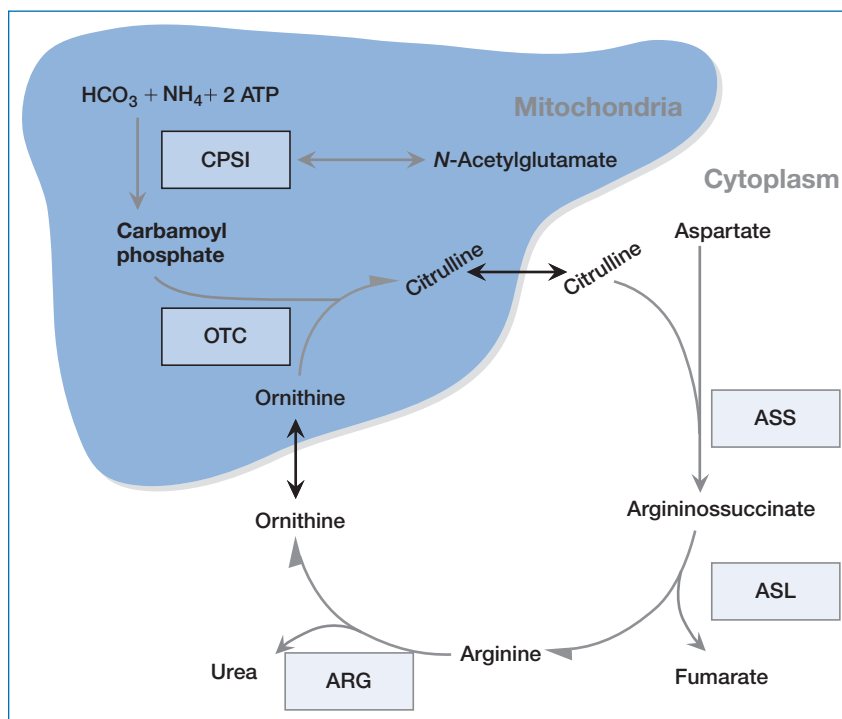 HCO3 + NH4+ 2 ATP
Mitochondria
CPSI
N-Acetylglutamate
Cytoplasm
Carbamoyl
phosphate
Aspartate
Citrulline
Citrulline
OTC
Ornithine
ASS
Ornithine
Argininossuccinate
ASL
Urea
ARG
Arginine
Fumarate